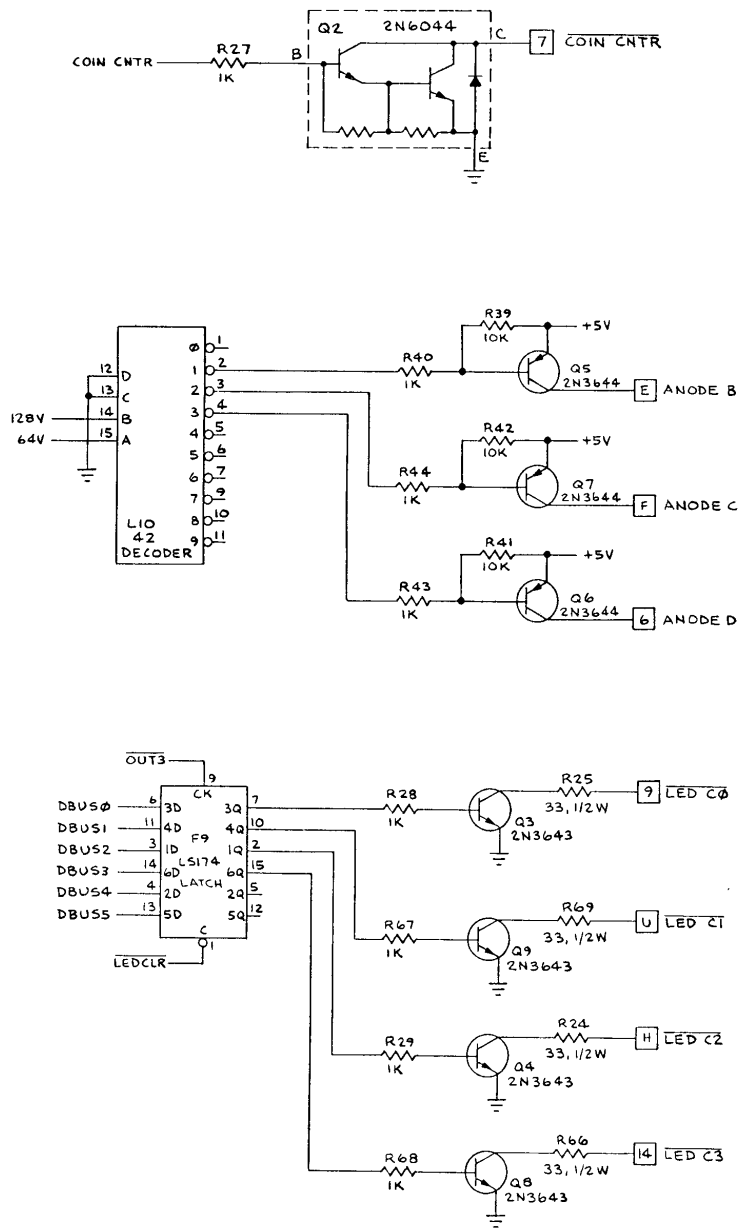 Q2 2N6044
C
7 COIN CNTR
R27
COIN CNTR
1K
B
E
R39
10K
+5V
R40
1K
Q5
2N3644
E ANODE B
12 D
13 C
128V 14 B
64V 15 A
L10
42
DECODER
Ø 1
1 2
2 3
3 4
4 5
5 6
6 7
7 9
8 10
9 11
R42
10K
+5V
R44
1K
Q7
2N3644
F ANODE C
R41
10K
+5V
R43
1K
Q6
2N3644
6 ANODE D
OUT3
9
CK
DBUSØ 6 3D 3Q 7
DBUS1 11 4D 4Q 10
DBUS2 3 1D 1Q 2
DBUS3 14 6D 6Q 15
DBUS4 4 2D 2Q 5
DBUS5 13 5D 5Q 12
F9
LS174
LATCH
C
1
LEDCLR
R28
1K
Q3
2N3643
R25
33, 1/2W
9 LED CØ
R67
1K
Q9
2N3643
R69
33, 1/2W
U LED C1
R29
1K
Q4
2N3643
R24
33, 1/2W
H LED C2
R68
1K
Q8
2N3643
R66
33, 1/2W
14 LED C3